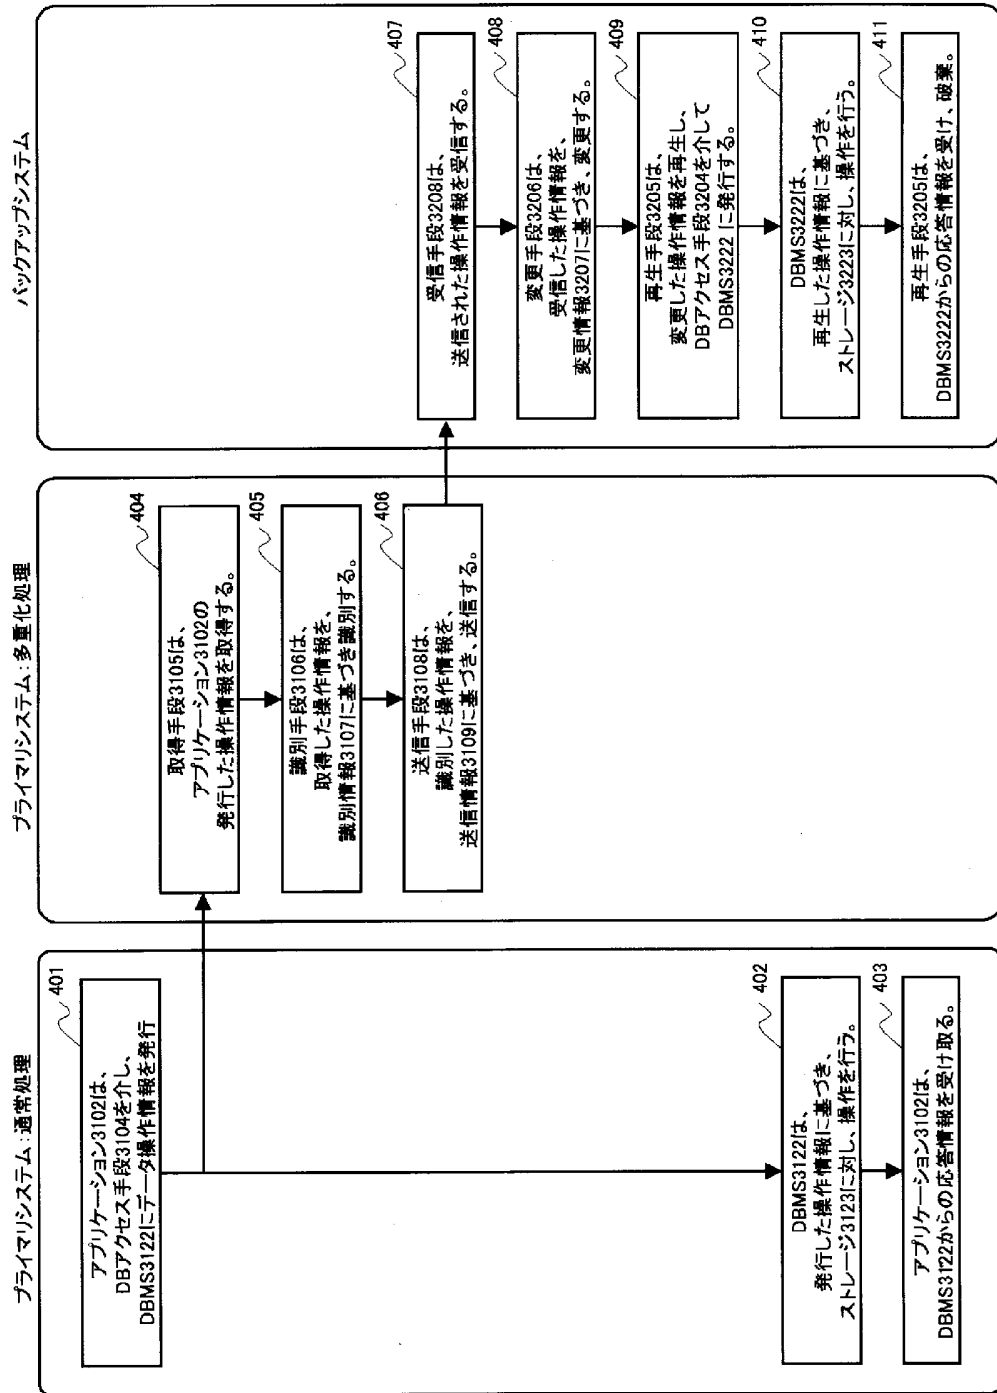 プライマリシステム:通常処理
401
アプリケーション3102は、
DBアクセス手段3104を介し、
DBMS3122にデータ操作情報を発行
402
DBMS3122は、
発行した操作情報に基づき、
ストレージ3123に対し、操作を行う。
403
アプリケーション3102は、
DBMS3122からの応答情報を受け取る。
プライマリシステム:多重化処理
404
取得手段3105は、
アプリケーション3102の
発行した操作情報を取得する。
405
識別手段3106は、
取得した操作情報を、
識別情報3107に基づき識別する。
406
送信手段3108は、
識別した操作情報を、
送信情報3109に基づき、送信する。
バックアップシステム
407
受信手段3208は、
送信された操作情報を受信する。
408
変更手段3206は、
受信した操作情報を、
変更情報3207に基づき、変更する。
409
再生手段3205は、
変更した操作情報を再生し、
DBアクセス手段3204を介して
DBMS3222に発行する。
410
DBMS3222は、
再生した操作情報に基づき、
ストレージ3223に対し、操作を行う。
411
再生手段3205は、
DBMS3222からの応答情報を受け、破棄。